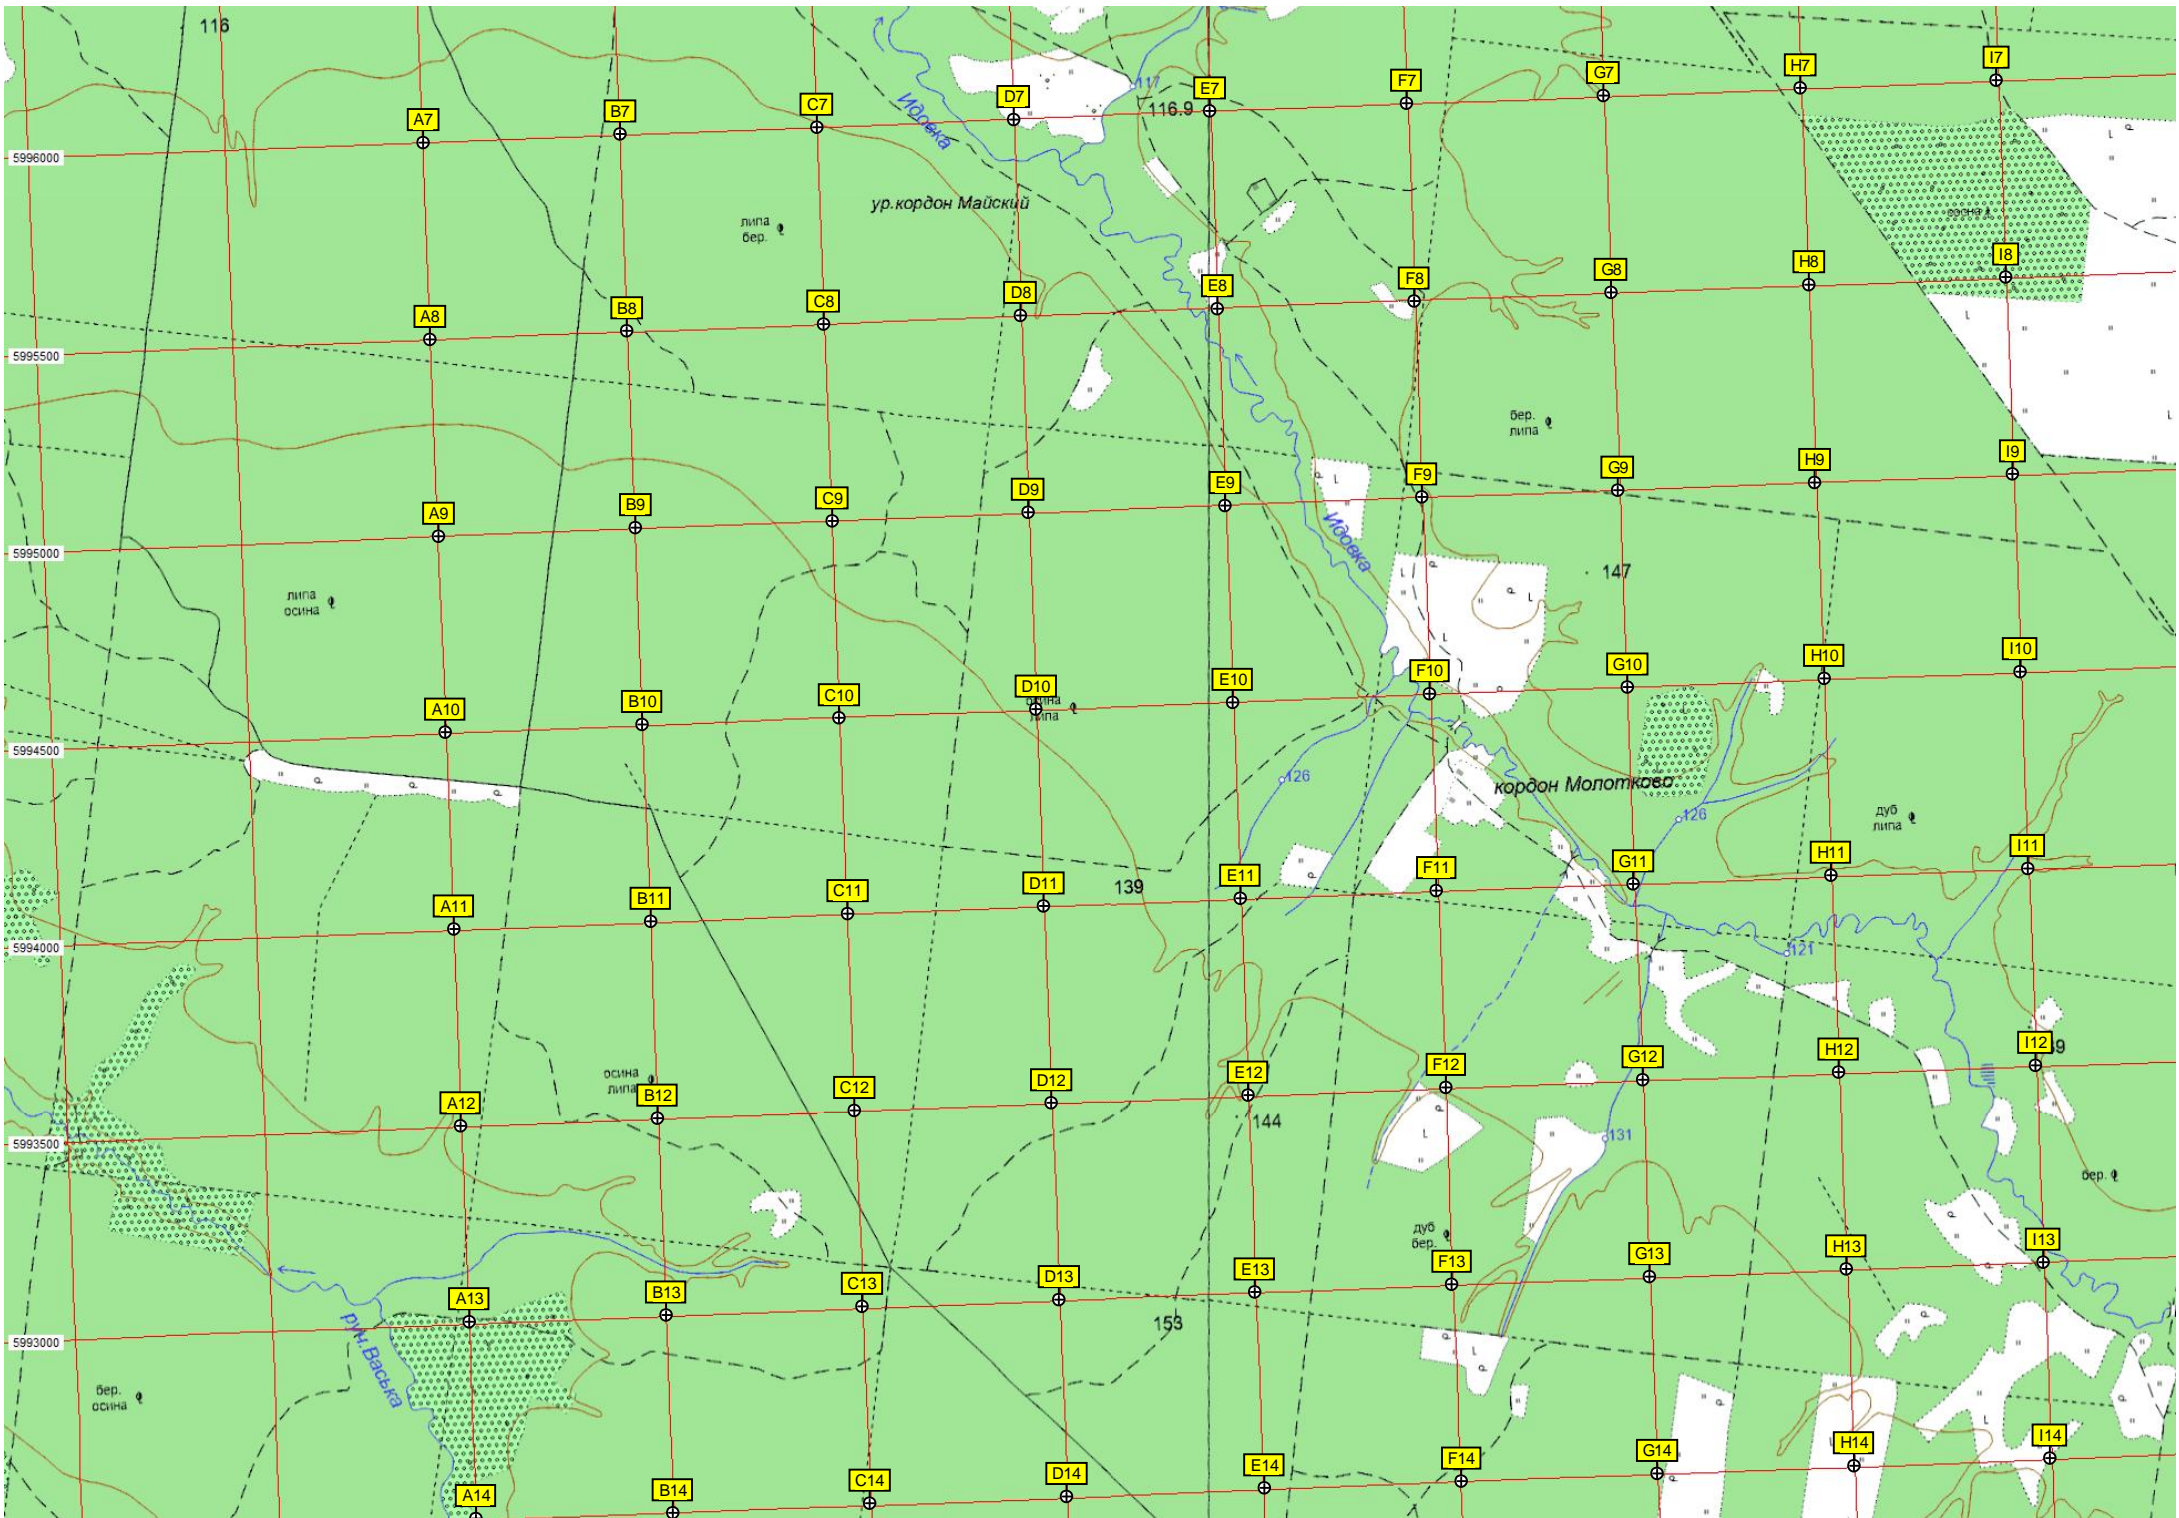 116
117
116.9
A7
B7
C7
D7
E7
F7
G7
H7
I7
Идовка
5996000
ур.кордон Майский
липа
бер.
сосна
A8
B8
C8
D8
E8
F8
G8
H8
I8
5995500
бер.
липа
A9
B9
C9
D9
E9
F9
G9
H9
I9
5995000
Идовка
147
липа
осина
A10
B10
C10
D10
E10
F10
G10
H10
I10
осина
липа
5994500
126
кордон Молотково
126
дуб
липа
139
A11
B11
C11
D11
E11
F11
G11
H11
I11
5994000
121
осина
липа
A12
B12
C12
D12
E12
F12
G12
H12
I12
144
131
5993500
бер.
дуб
бер.
A13
B13
C13
D13
E13
F13
G13
H13
I13
153
5993000
руч.Васька
бер.
осина
A14
B14
C14
D14
E14
F14
G14
H14
I14